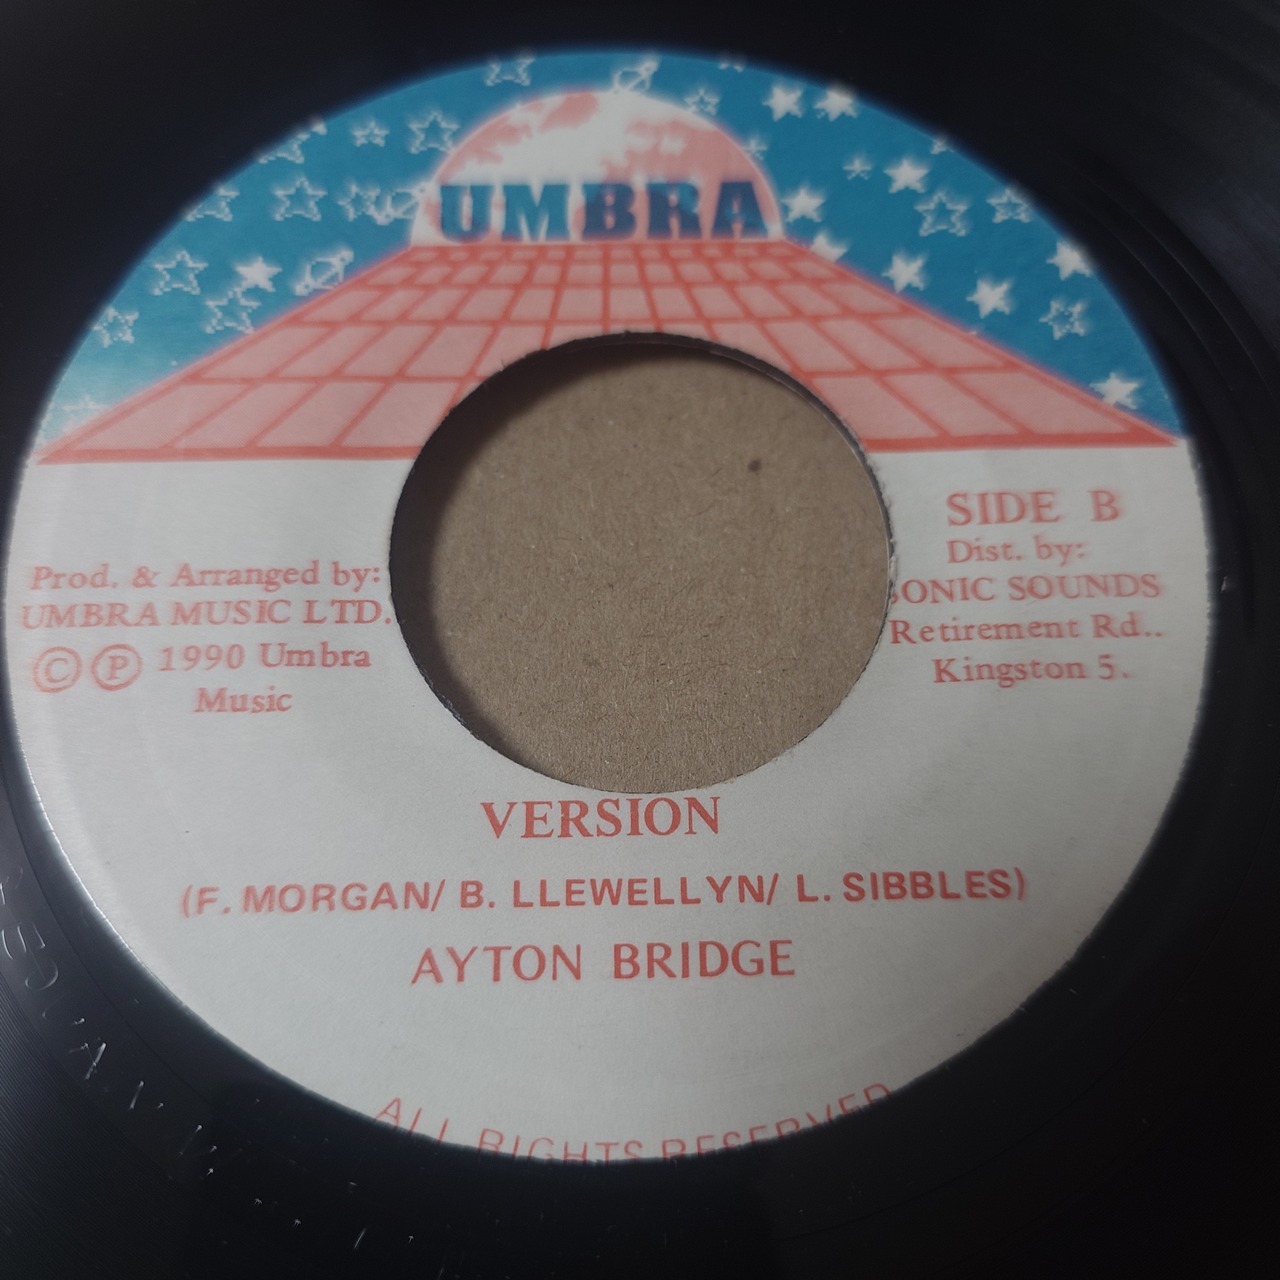 UMBRA
Prod. & Arranged by:
UMBRA MUSIC LTD.
© ℗ 1990 Umbra
Music
SIDE B
Dist. by:
SONIC SOUNDS
Retirement Rd..
Kingston 5.
VERSION
(F. MORGAN/ B. LLEWELLYN/ L. SIBBLES)
AYTON BRIDGE
ALL RIGHTS RESERVED